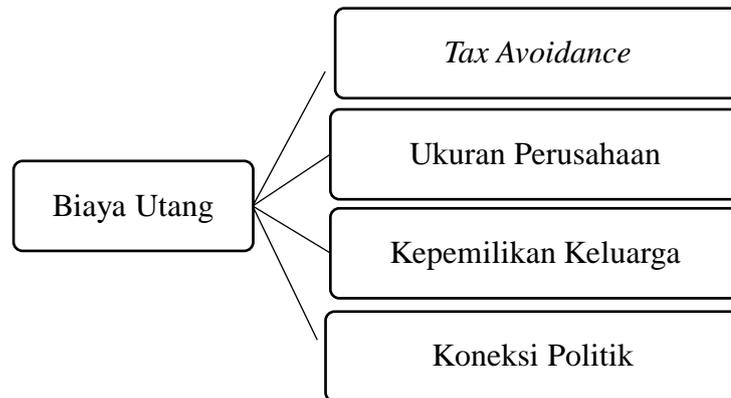 Tax Avoidance
Ukuran Perusahaan
Biaya Utang
Kepemilikan Keluarga
Koneksi Politik